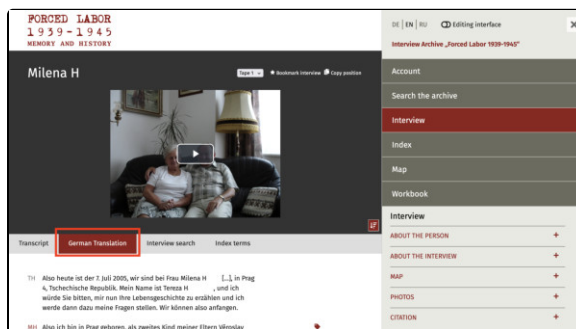 FORCED LABOR
1939-1945
MEMORY AND HISTORY
DE | EN | RU Editing interface
Interview Archive „Forced Labor 1939-1945"
Milena H
Tape 1 Bookmark interview Copy position
Account
Search the archive
Interview
Index
Map
Workbook
Interview
ABOUT THE PERSON +
ABOUT THE INTERVIEW +
MAP +
PHOTOS +
CITATION +
Transcript German Translation Interview search Index terms
TH Also heute ist der 7. Juli 2005, wir sind bei Frau Milena H [...], in Prag
4, Tschechische Republik. Mein Name ist Tereza H , und ich
würde Sie bitten, mir nun Ihre Lebensgeschichte zu erzählen und ich
werde dann dazu meine Fragen stellen. Wir können also anfangen.
MH Also ich bin in Prag geboren, als zweites Kind meiner Eltern Věroslav